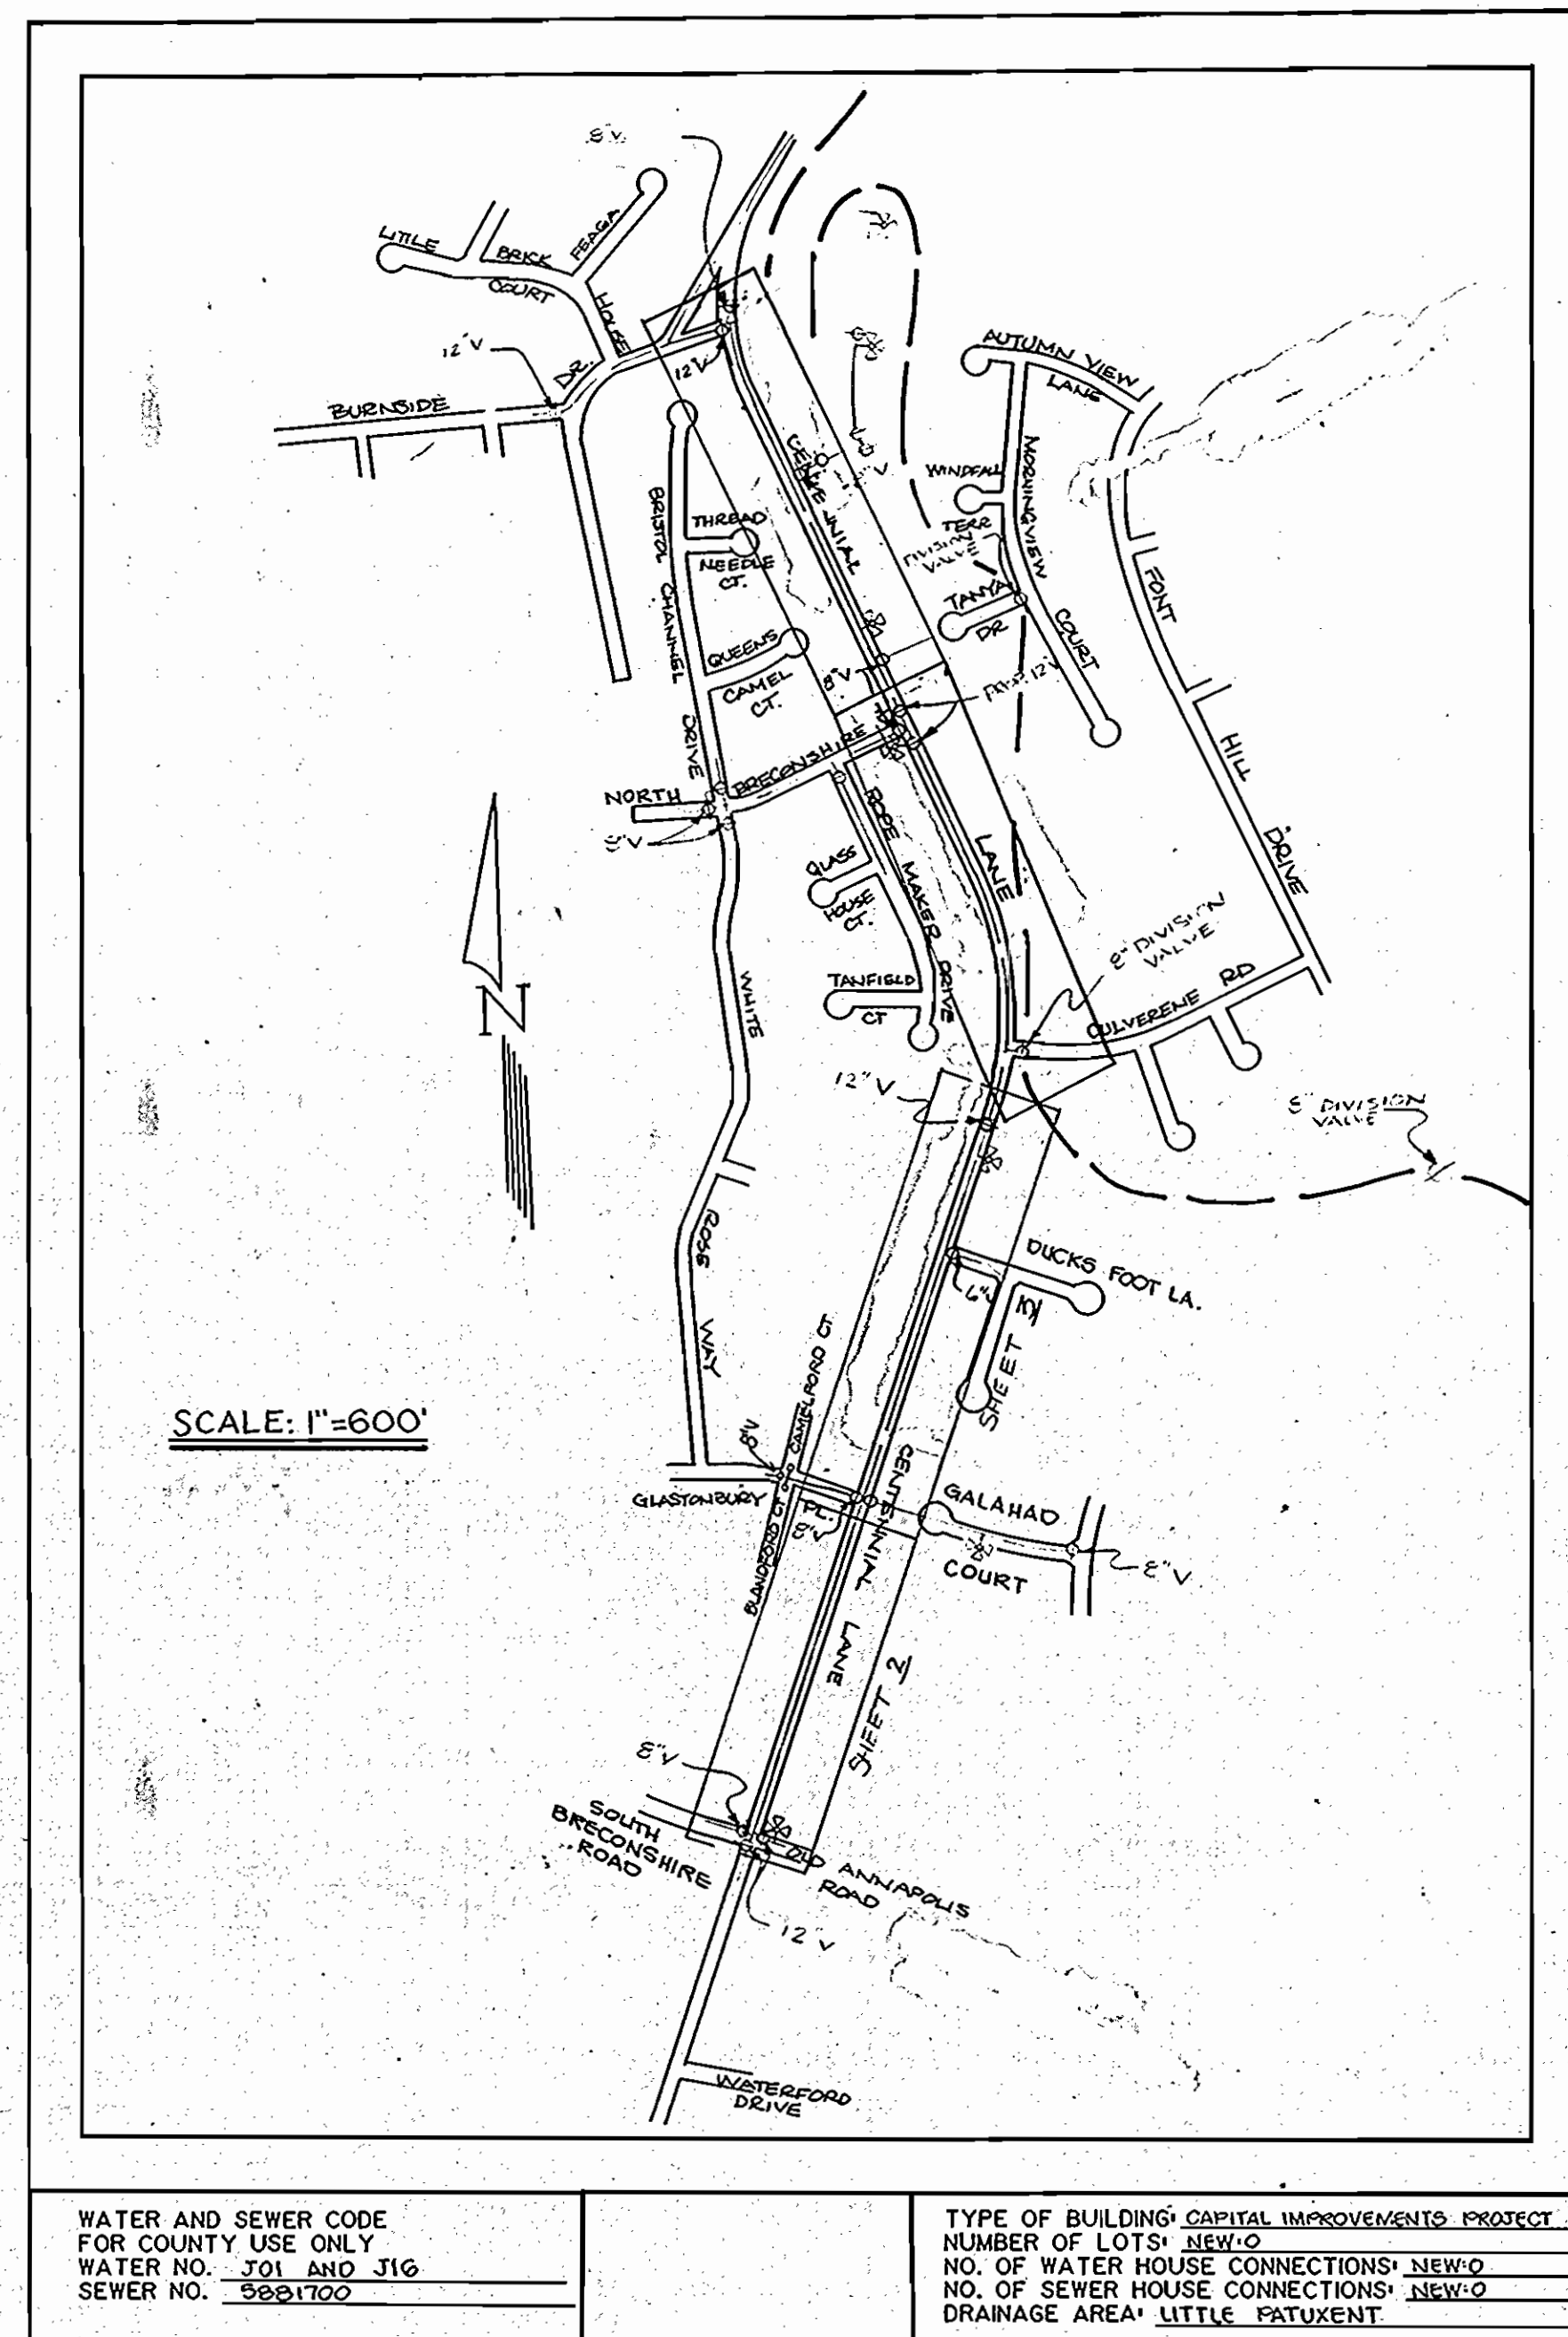 8"V
LITTLE
BRICK
COURT
FEAGA
HOUSE
DR.
12"V
12"V
BURNSIDE
AUTUMN VIEW
LANE
WINDFALL
TERR
DIVISION
VALVE
MORNINGVIEW
COURT
TANYA
DR
FONT
HILL
DRIVE
CENTENNIAL
LANE
BRISTOL
CHANNEL
DRIVE
THREAD
NEEDLE
CT.
QUEENS
CAMEL
CT.
8"V
12"V
NORTH
BRECONSHIRE
8"V
ROPE
MAKER
DRIVE
GLASS
HOUSE
CT.
TANFIELD
CT
8" DIVISION
VALVE
CULVERENE RD
N
WHITE
ROSE
WAY
12"V
8" DIVISION
VALVE
DUCKS FOOT LA.
6"V
SHEET 3
SCALE: 1"=600'
8"V
CAMELFORD CT
GLASTONBURY
PL.
8"V
BLANDFORD CT
CENTENNIAL
LANE
GALAHAD
COURT
8"V
SHEET 2
8"V
SOUTH
BRECONSHIRE
ROAD
OLD ANNAPOLIS
ROAD
12"V
WATERFORD
DRIVE
WATER AND SEWER CODE
FOR COUNTY USE ONLY
WATER NO. J01 AND J16
SEWER NO. 5881700
TYPE OF BUILDING: CAPITAL IMPROVEMENTS PROJECT
NUMBER OF LOTS: NEW:0
NO. OF WATER HOUSE CONNECTIONS: NEW:0
NO. OF SEWER HOUSE CONNECTIONS: NEW:0
DRAINAGE AREA: LITTLE PATUXENT